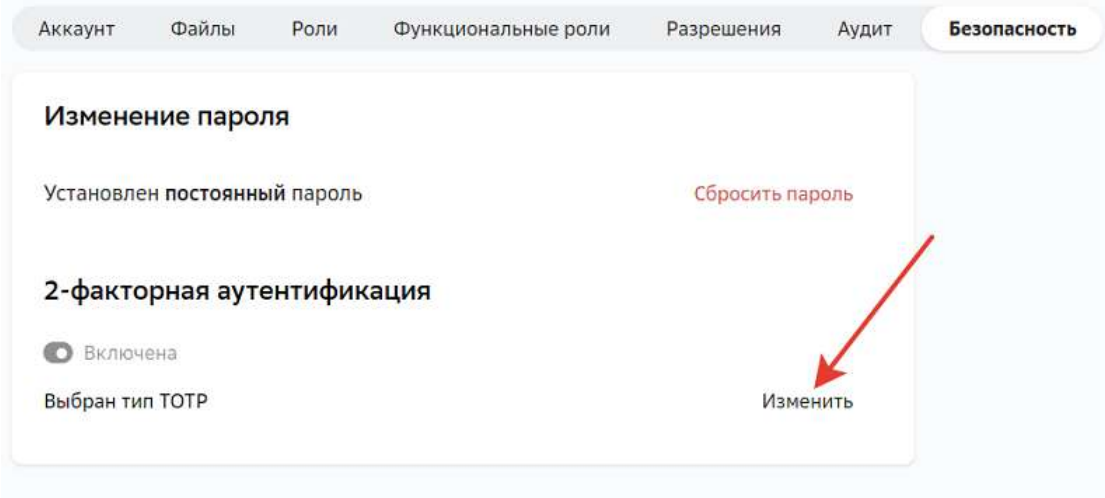 Аккаунт Файлы Роли Функциональные роли Разрешения Аудит Безопасность
Изменение пароля
Установлен постоянный пароль Сбросить пароль
2-факторная аутентификация
Включена
Выбран тип TOTP Изменить